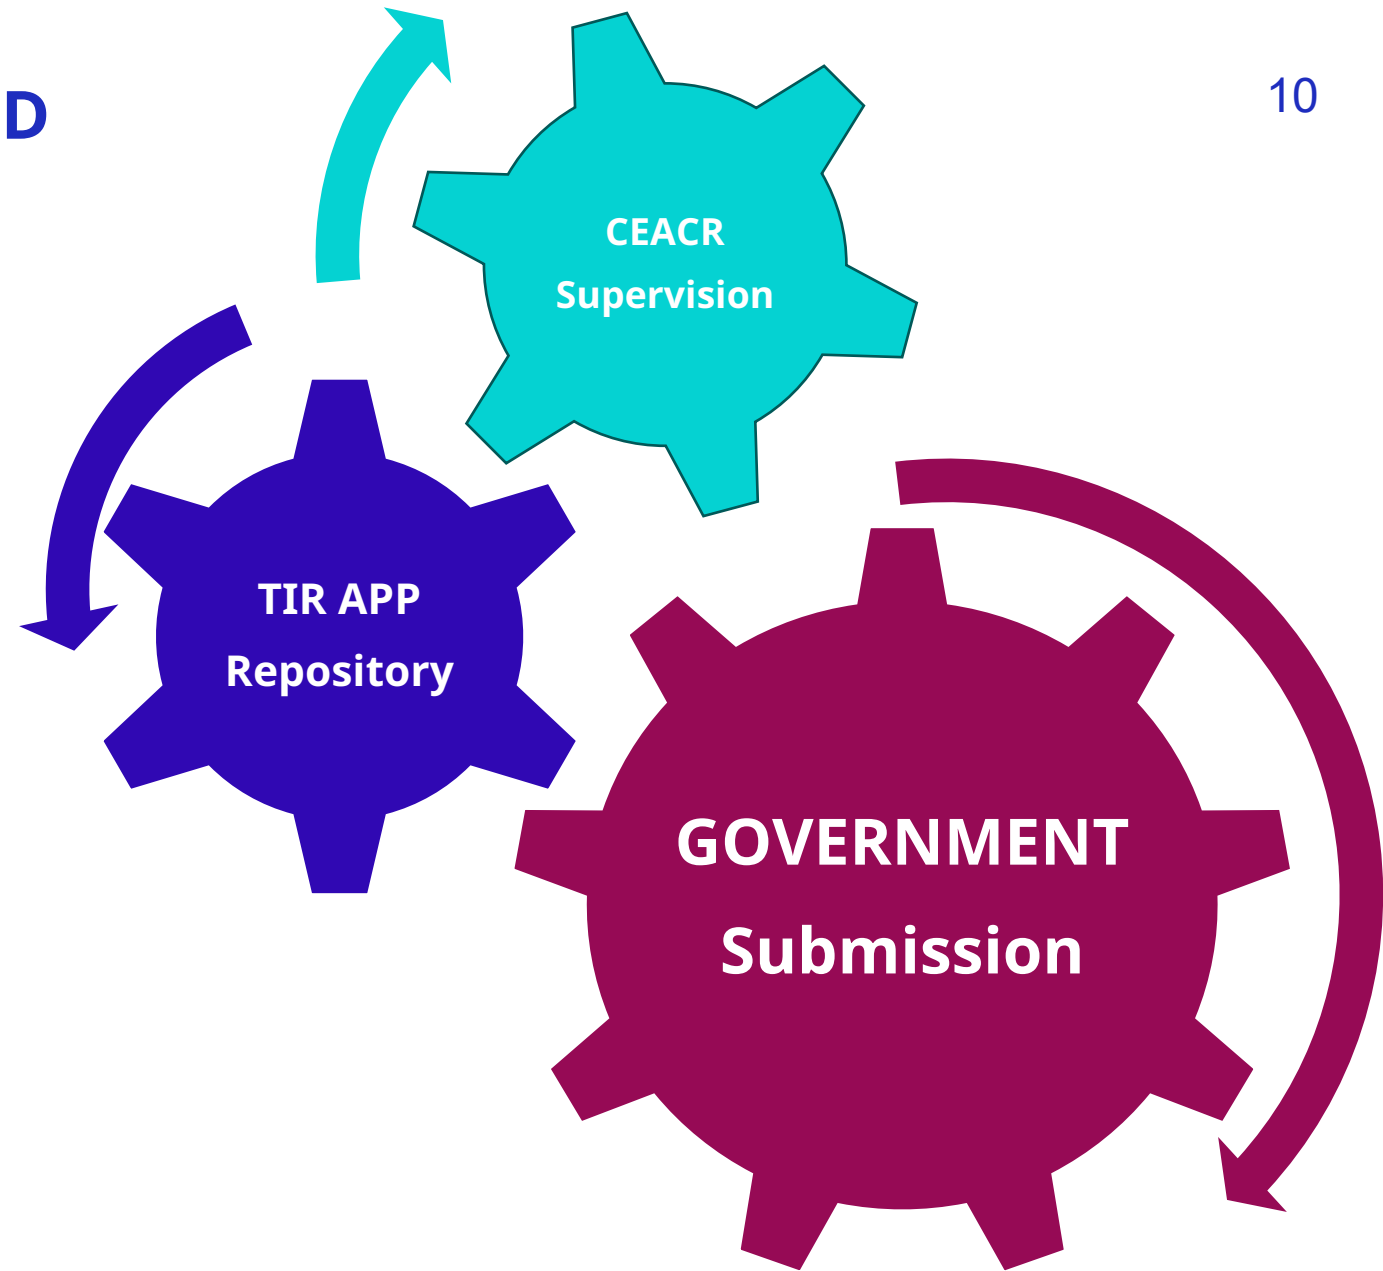 D
10
CEACR
Supervision
TIR APP
Repository
GOVERNMENT
Submission